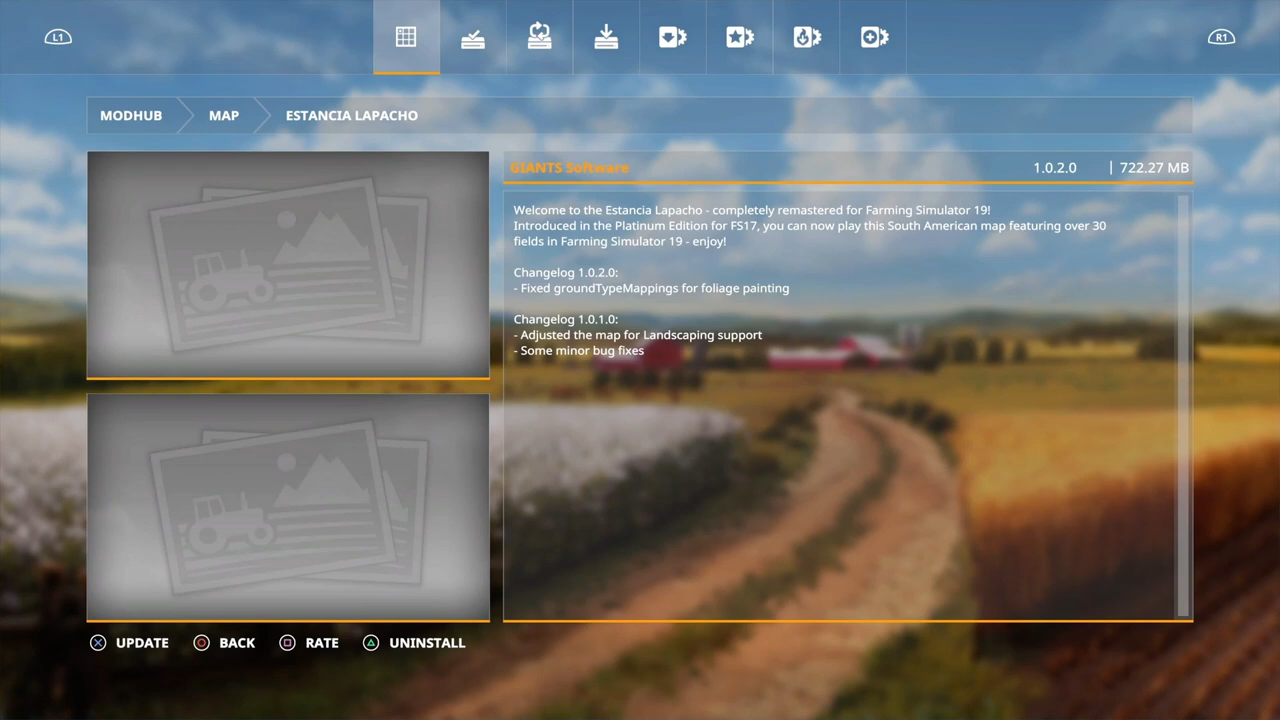 L1
R1
MODHUB
MAP
ESTANCIA LAPACHO
GIANTS Software
1.0.2.0
| 722.27 MB
Welcome to the Estancia Lapacho - completely remastered for Farming Simulator 19!
Introduced in the Platinum Edition for FS17, you can now play this South American map featuring over 30
fields in Farming Simulator 19 - enjoy!
Changelog 1.0.2.0:
- Fixed groundTypeMappings for foliage painting
Changelog 1.0.1.0:
- Adjusted the map for Landscaping support
- Some minor bug fixes
UPDATE
BACK
RATE
UNINSTALL